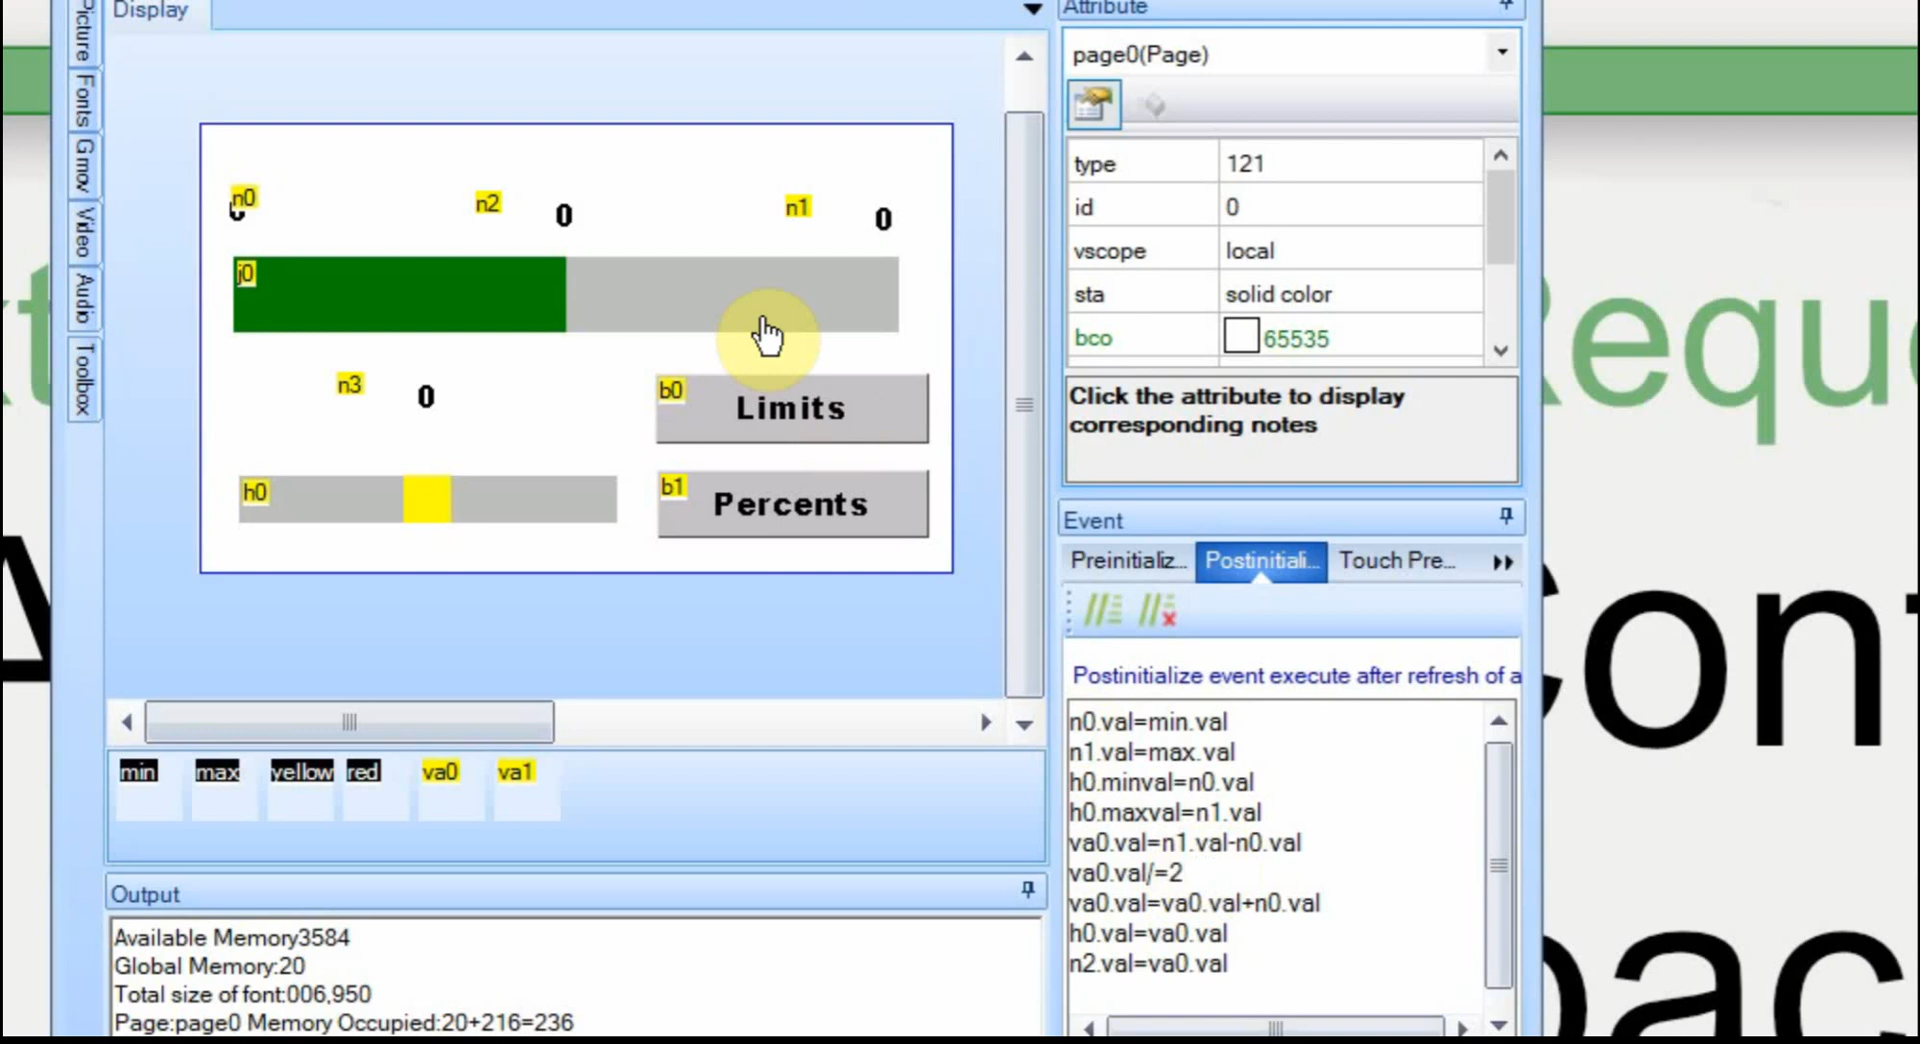 Display
Attribute
Picture
Fonts
Gmov
Video
Audio
Toolbox
page0(Page)
type 121
id 0
vscope local
sta solid color
bco 65535
Click the attribute to display
corresponding notes
n0
n2 0
n1 0
j0
n3 0
b0 Limits
h0
b1 Percents
Event
Preinitializ... Postinitiali... Touch Pre...
Postinitialize event execute after refresh of a
n0.val=min.val
n1.val=max.val
h0.minval=n0.val
h0.maxval=n1.val
va0.val=n1.val-n0.val
va0.val/=2
va0.val=va0.val+n0.val
h0.val=va0.val
n2.val=va0.val
min max yellow red va0 va1
Output
Available Memory3584
Global Memory:20
Total size of font:006,950
Page:page0 Memory Occupied:20+216=236